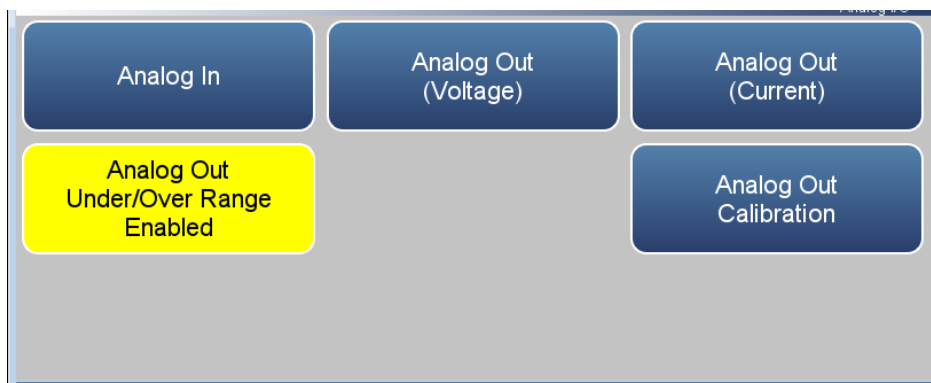 Analog In
Analog Out
(Voltage)
Analog Out
(Current)
Analog Out
Under/Over Range
Enabled
Analog Out
Calibration